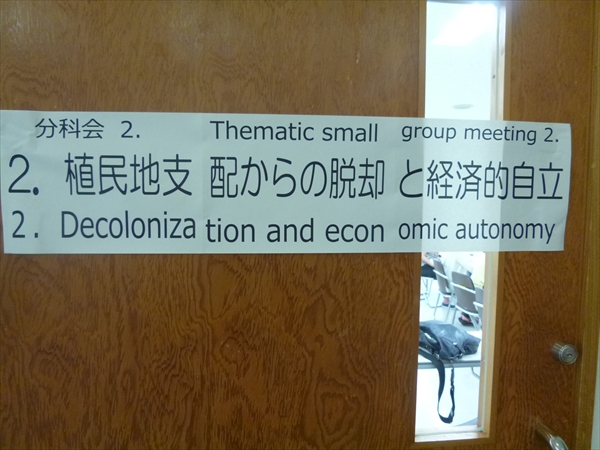 分科会 2. Thematic small group meeting 2.
2. 植民地支配からの脱却と経済的自立
2. Decolonization and economic autonomy